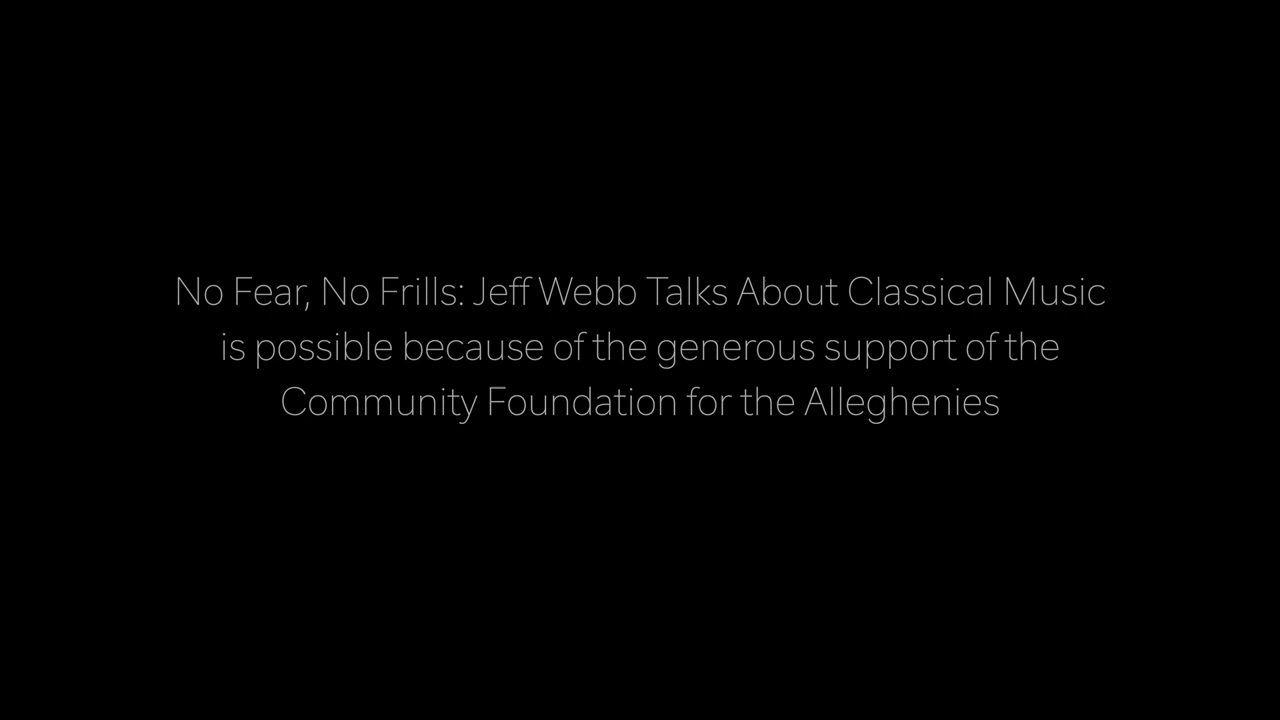 No Fear, No Frills: Jeff Webb Talks About Classical Music
is possible because of the generous support of the
Community Foundation for the Alleghenies